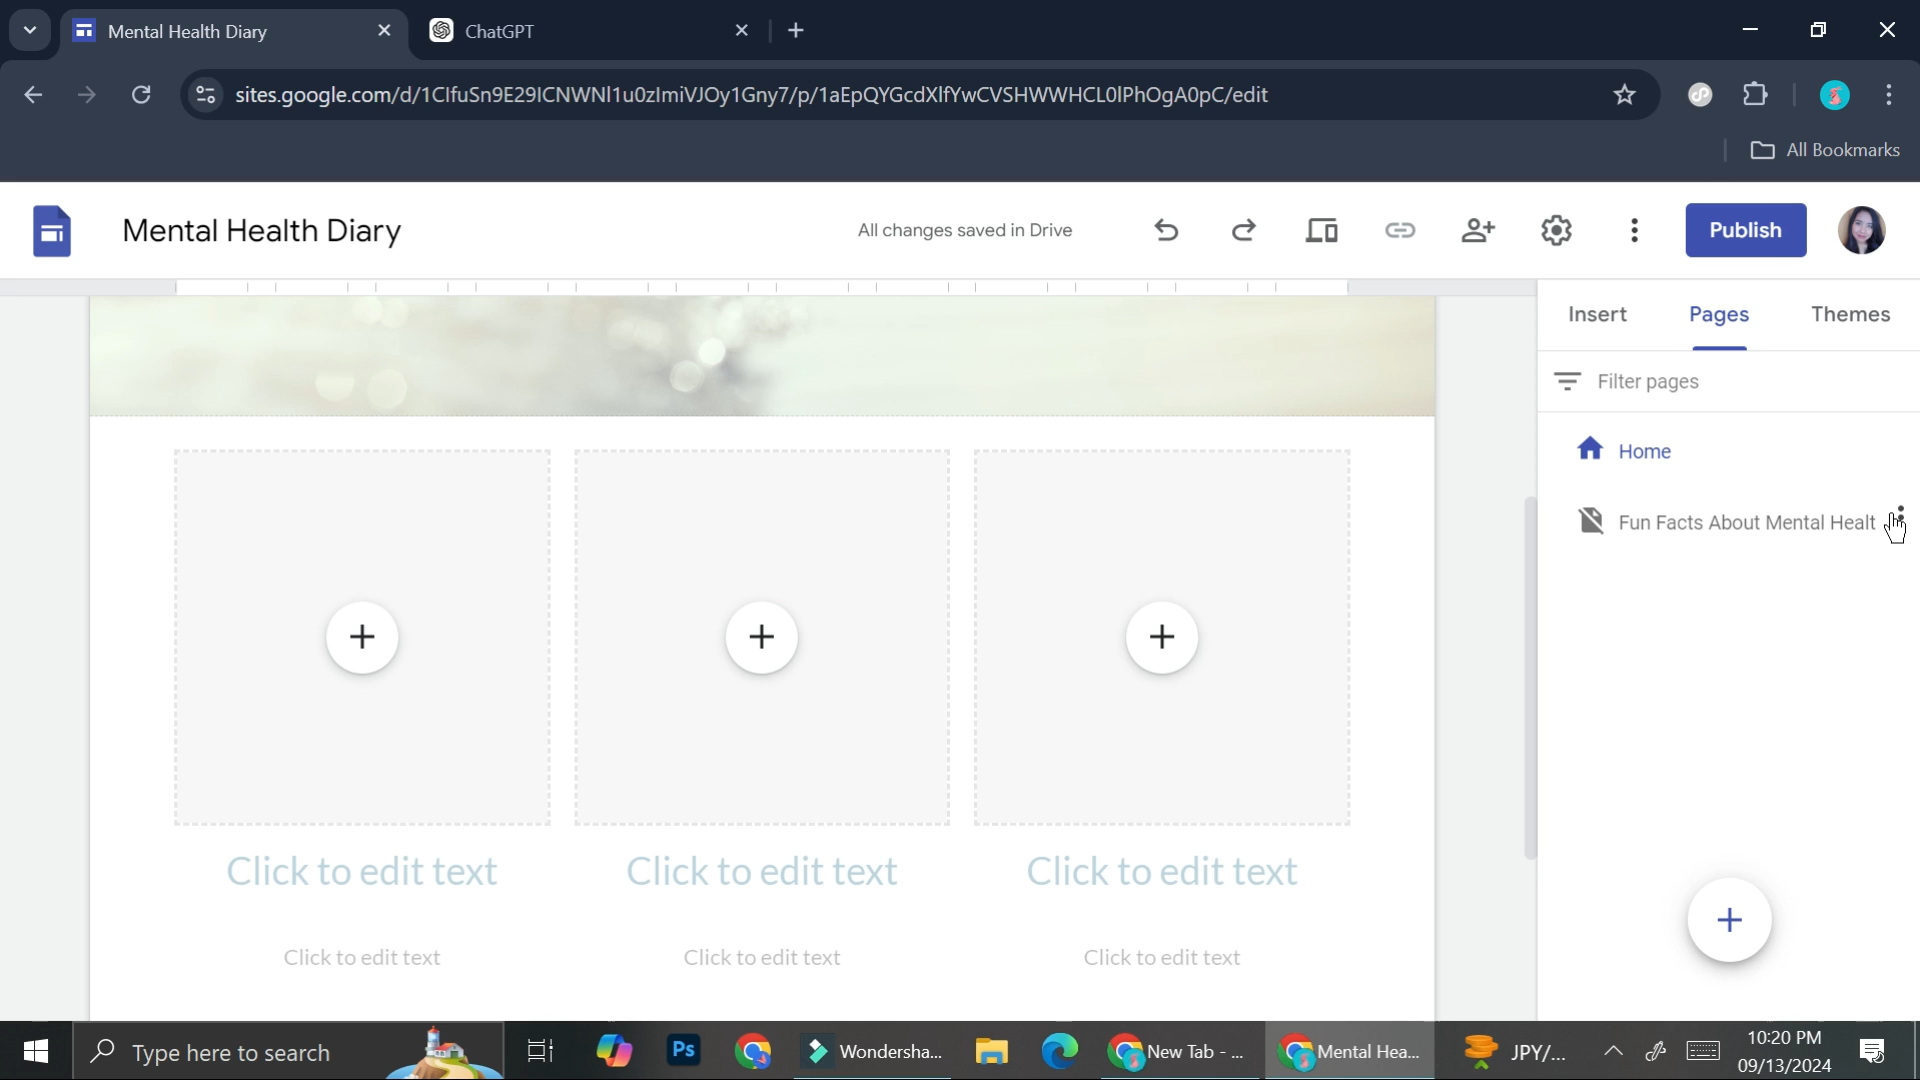 Mental Health Diary
ChatGPT
sites.google.com/d/1ClfuSn9E29ICNWNl1u0zlmiVJOy1Gny7/p/1aEpQYGcdXlfYwCVSHWWHCL0lPhOgA0pC/edit
All Bookmarks
Mental Health Diary
All changes saved in Drive
Publish
Insert Pages Themes
Filter pages
Home
Fun Facts About Mental Healt
Click to edit text Click to edit text Click to edit text
Click to edit text Click to edit text Click to edit text
Type here to search
Ps
Wondersha...
New Tab - ...
Mental Hea...
JPY/...
10:20 PM
09/13/2024